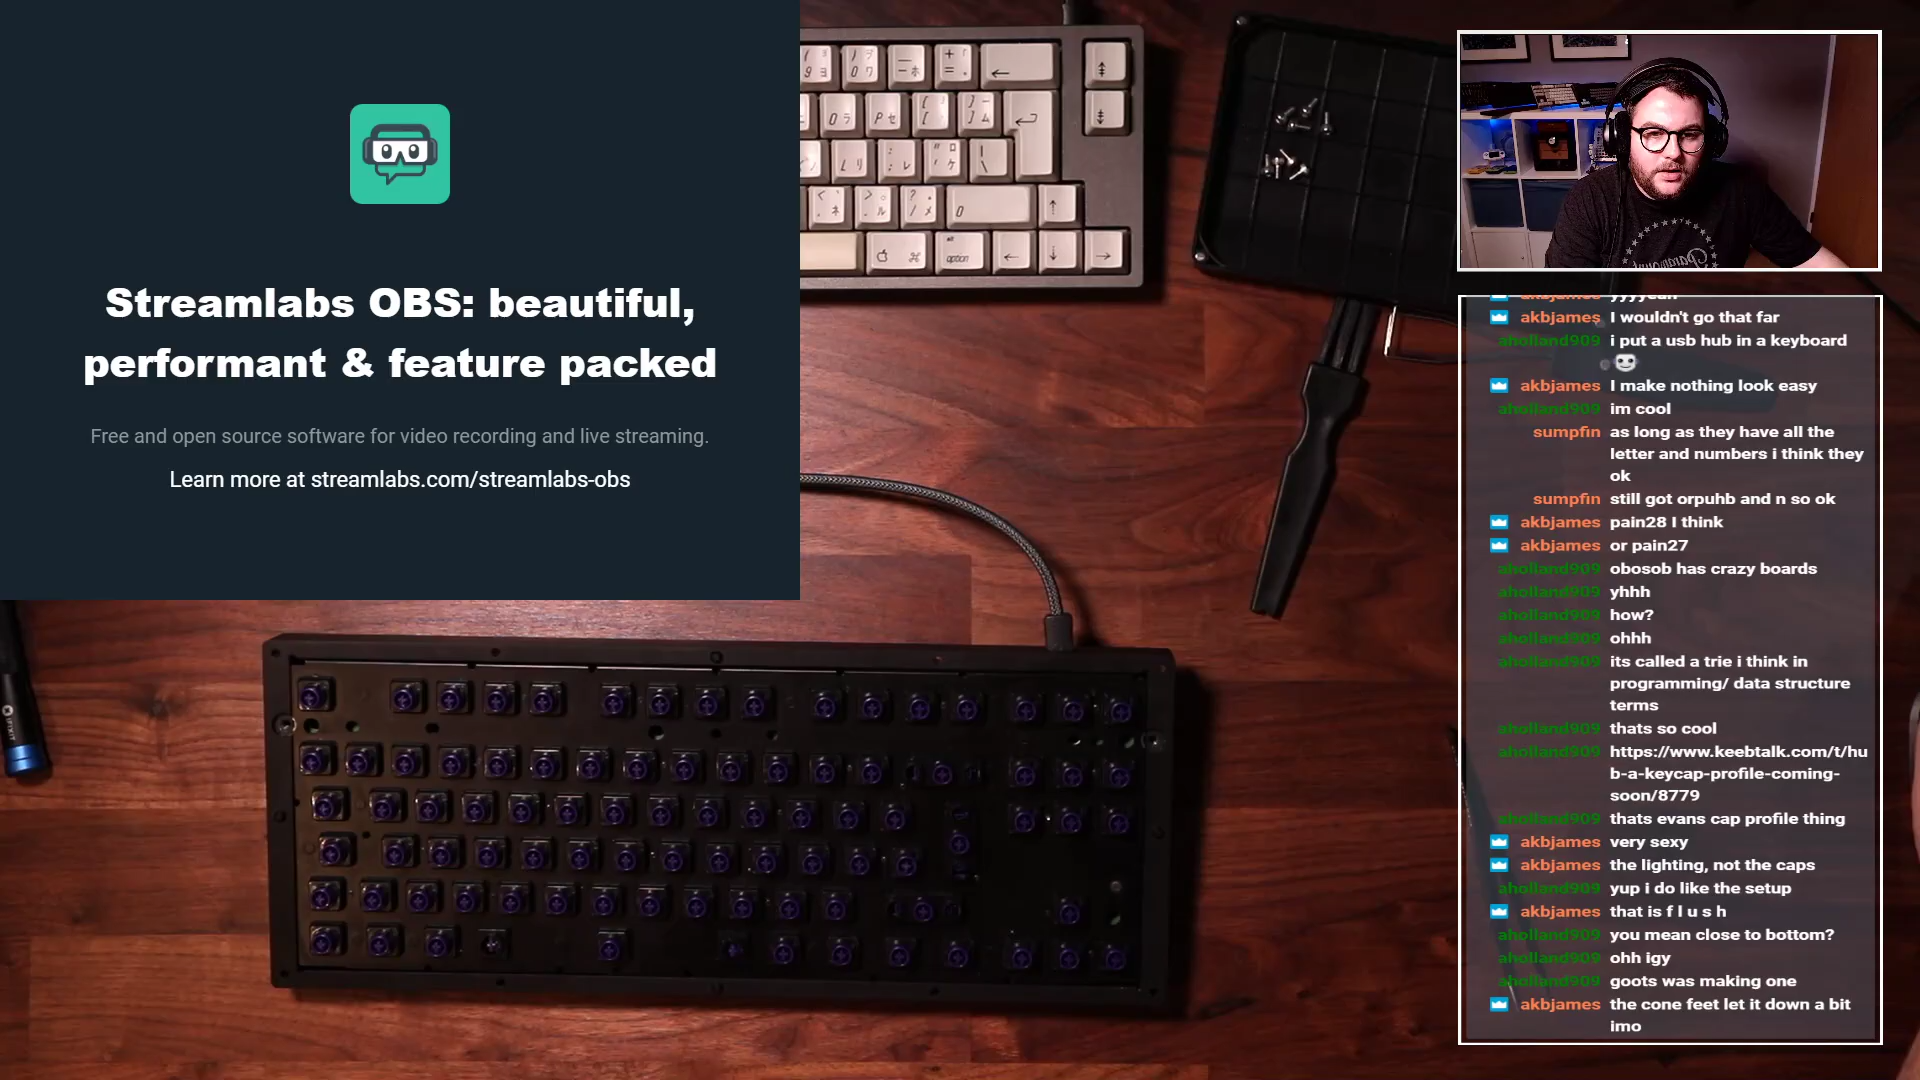 Streamlabs OBS: beautiful,
performant & feature packed
Free and open source software for video recording and live streaming.
Learn more at streamlabs.com/streamlabs-obs
option
akbjames yyyyeah
akbjames I wouldn't go that far
aholland909 i put a usb hub in a keyboard
akbjames I make nothing look easy
aholland909 im cool
sumpfin as long as they have all the
letter and numbers i think they
ok
sumpfin still got orpuhb and n so ok
akbjames pain28 I think
akbjames or pain27
aholland909 obosob has crazy boards
aholland909 yhhh
aholland909 how?
aholland909 ohhh
aholland909 its called a trie i think in
programming/ data structure
terms
aholland909 thats so cool
aholland909 https://www.keebtalk.com/t/hu
b-a-keycap-profile-coming-
soon/8779
aholland909 thats evans cap profile thing
akbjames very sexy
akbjames the lighting, not the caps
aholland909 yup i do like the setup
akbjames that is f l u s h
aholland909 you mean close to bottom?
aholland909 ohh igy
aholland909 goots was making one
akbjames the cone feet let it down a bit
imo